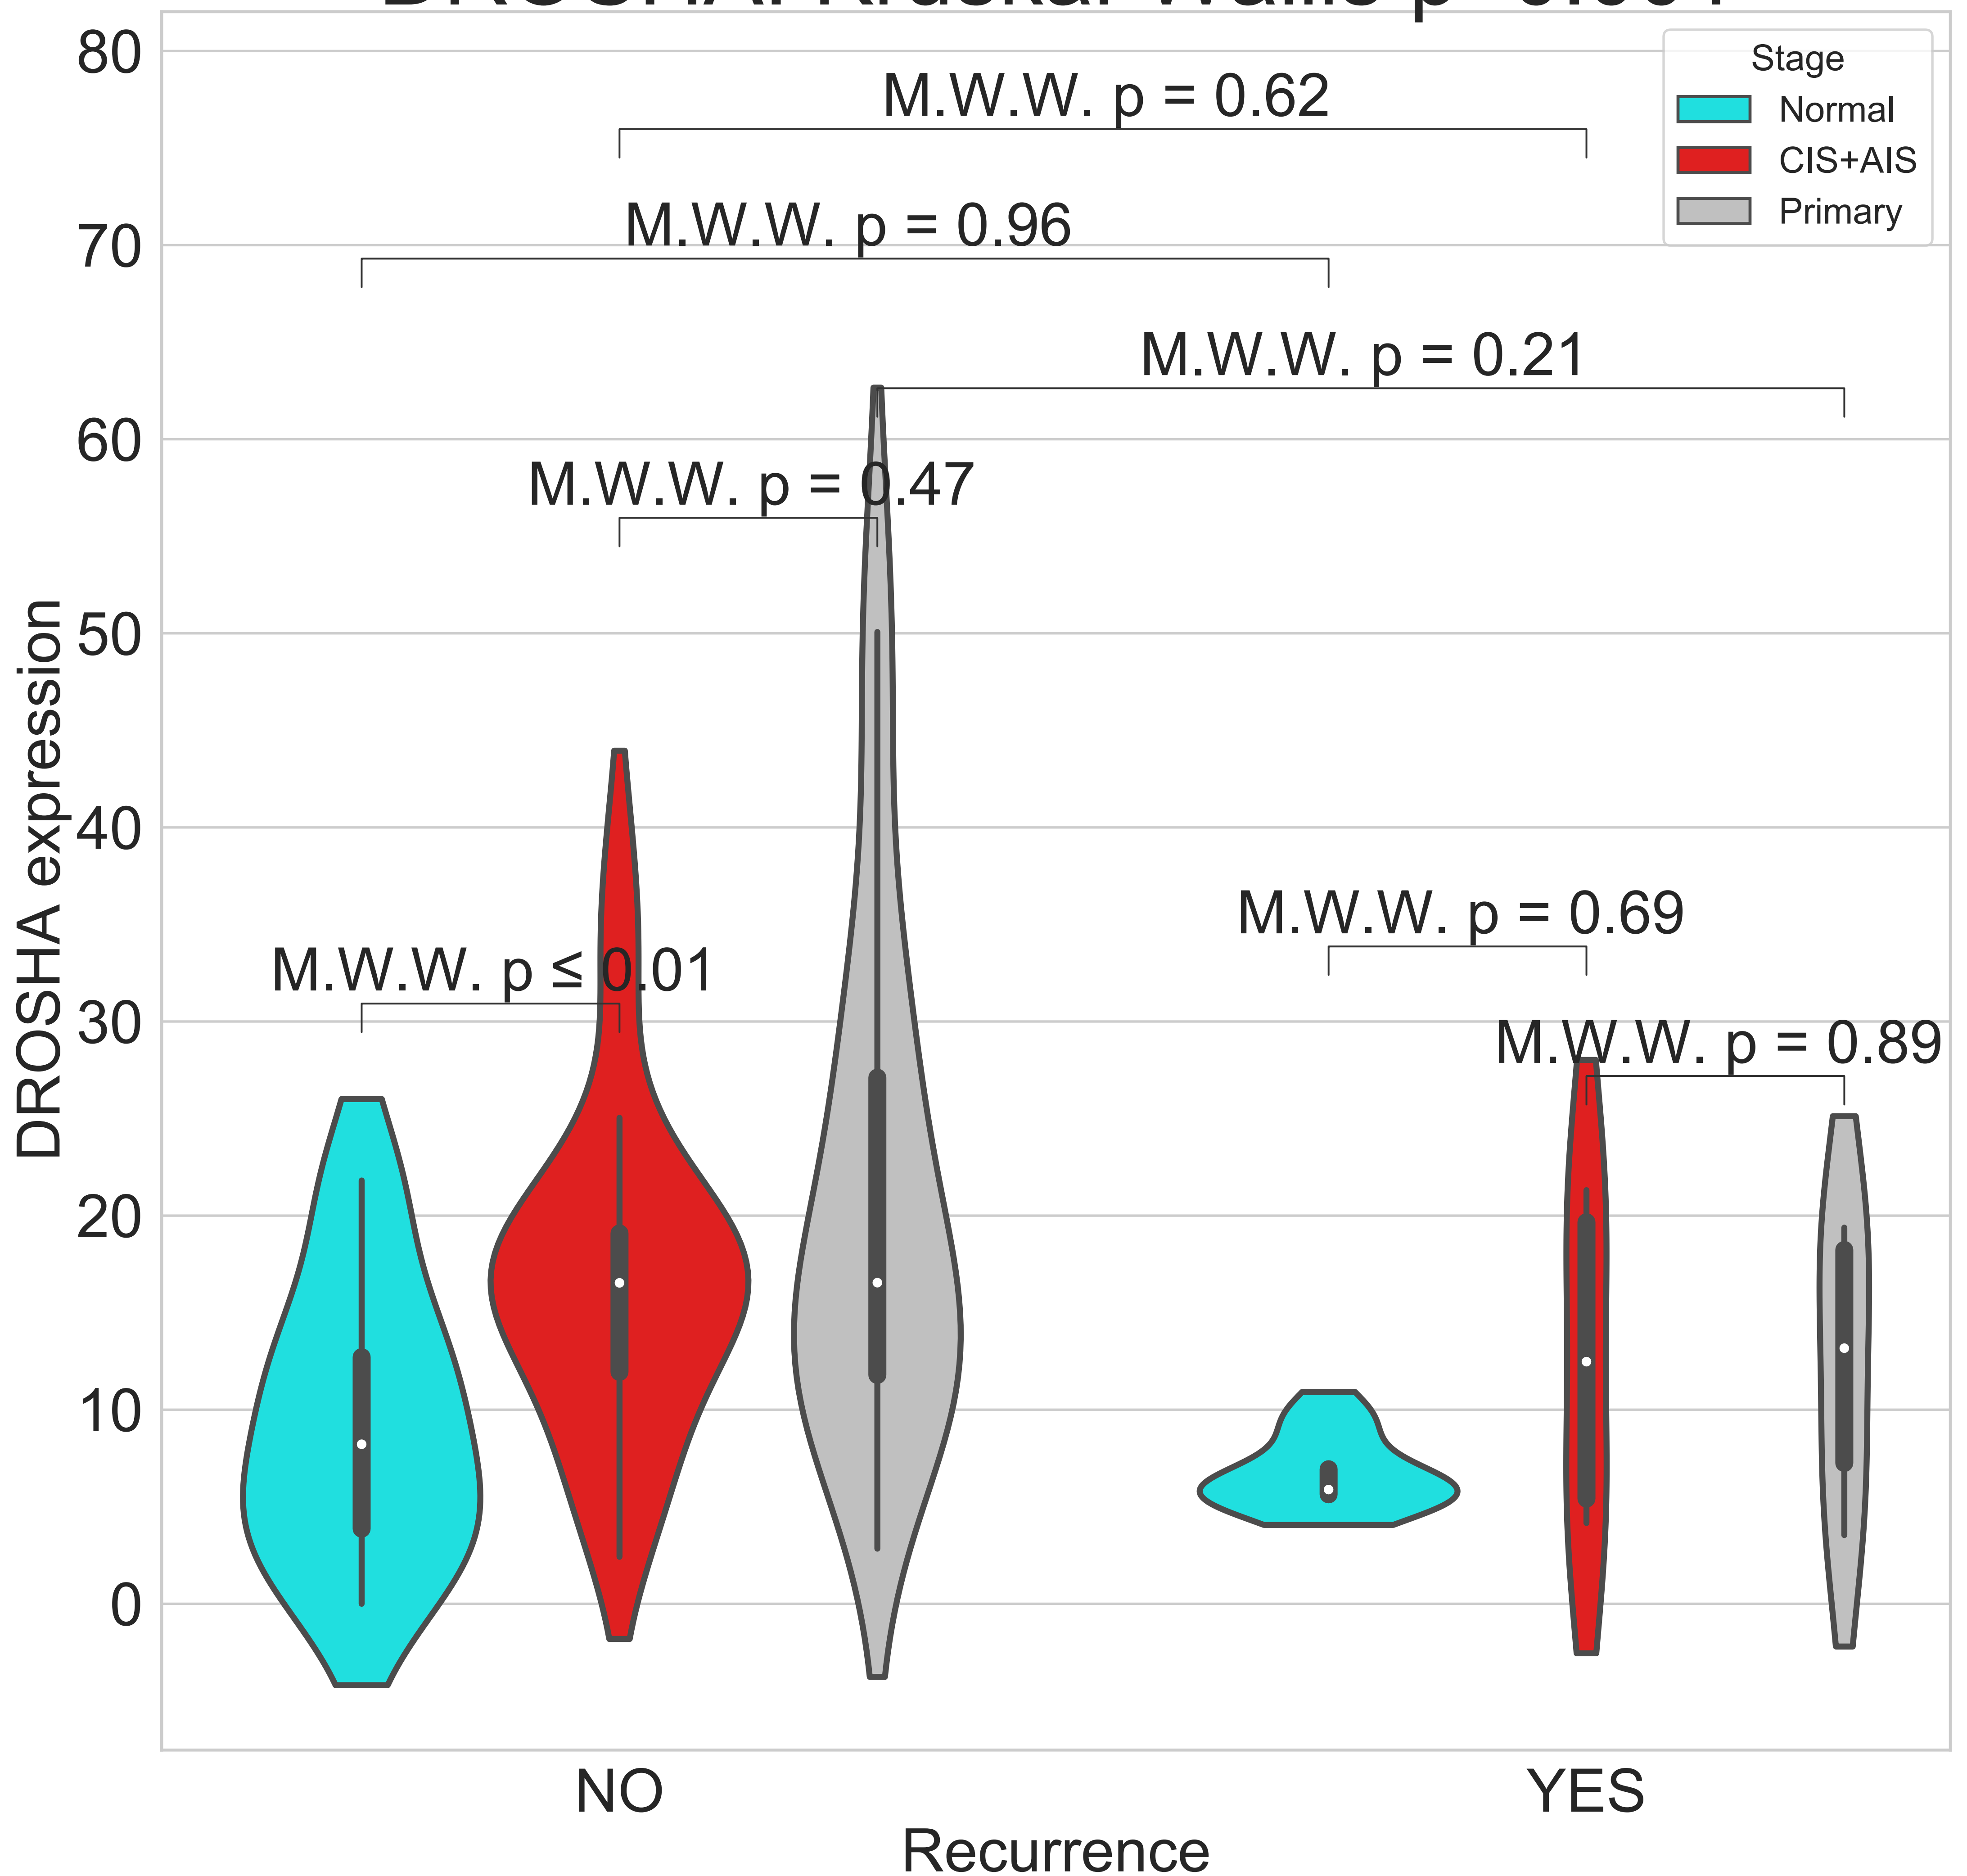 80
Stage
Normal
CIS+AIS
Primary
M.W.W. p = 0.62
M.W.W. p = 0.96
70
M.W.W. p = 0.21
60
M.W.W. p = 0.47
50
DROSHA expression
40
M.W.W. p = 0.69
M.W.W. p ≤ 0.01
30
M.W.W. p = 0.89
20
10
0
NO
YES
Recurrence